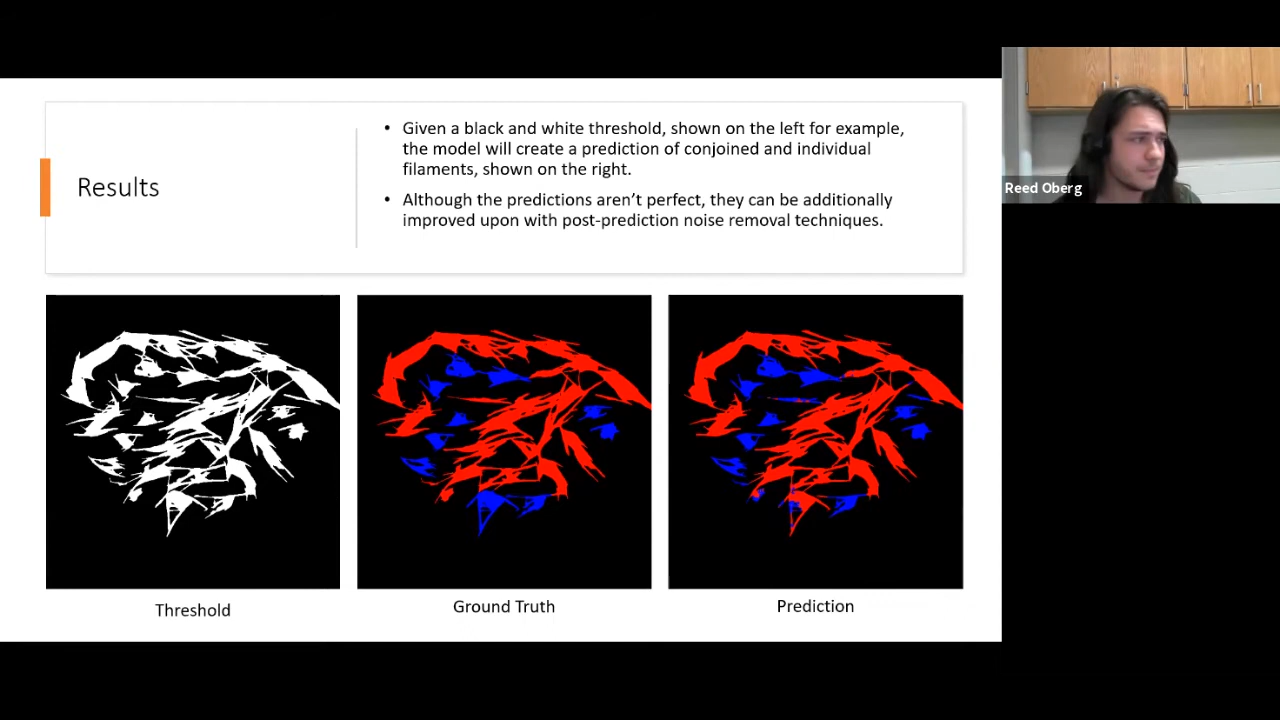 Results
• Given a black and white threshold, shown on the left for example,
the model will create a prediction of conjoined and individual
filaments, shown on the right.
• Although the predictions aren’t perfect, they can be additionally
improved upon with post-prediction noise removal techniques.
Threshold
Ground Truth
Prediction
Reed Oberg